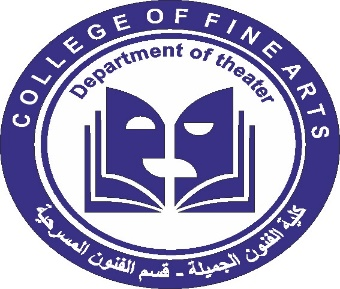 COLLEGE OF FINE ARTS
Department of theater
كلية الفنون الجميلة - قسم الفنون المسرحية